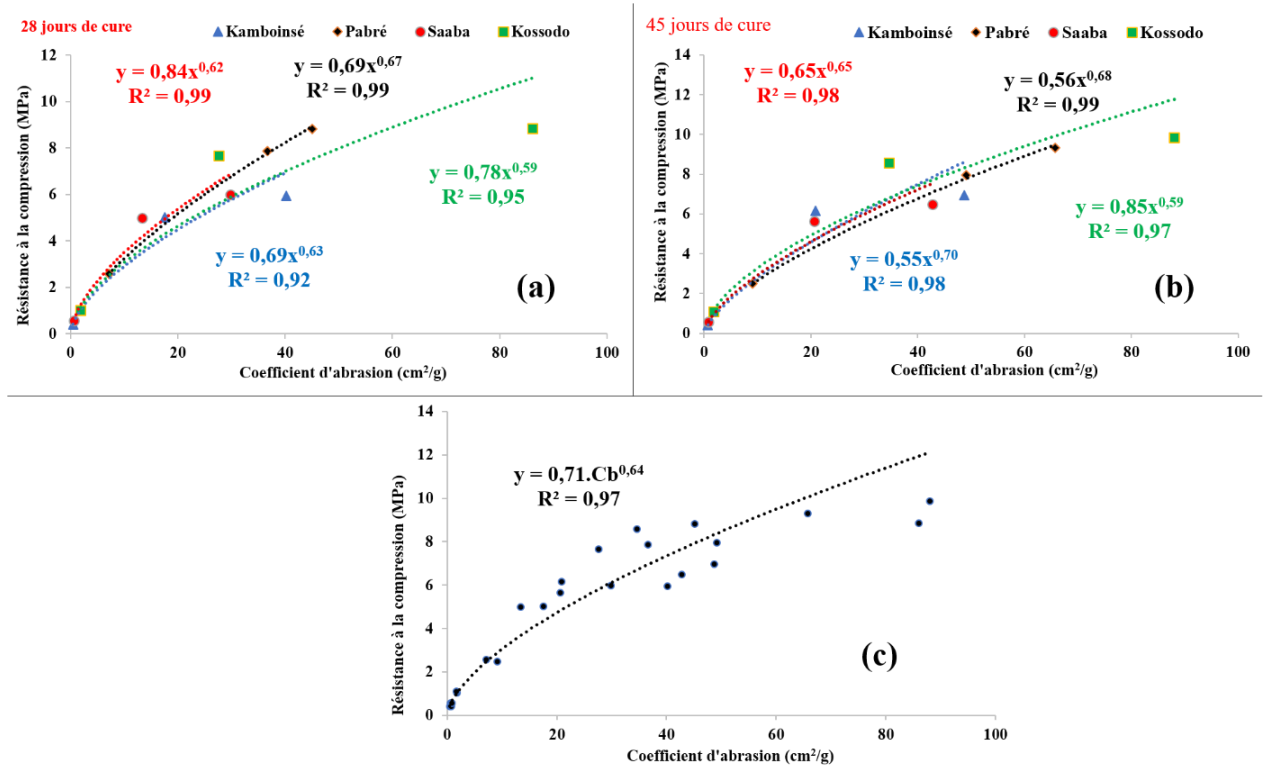 28 jours de cure
Kamboinsé Pabré Saaba Kossodo
Résistance à la compression (MPa)
12
10
8
6
4
2
0
y = 0,84x^0,62
R² = 0,99
y = 0,69x^0,67
R² = 0,99
y = 0,78x^0,59
R² = 0,95
y = 0,69x^0,63
R² = 0,92
(a)
0 20 40 60 80 100
Coefficient d'abrasion (cm²/g)
45 jours de cure
Kamboinsé Pabré Saaba Kossodo
Résistance à la compression (MPa)
14
12
10
8
6
4
2
0
y = 0,65x^0,65
R² = 0,98
y = 0,56x^0,68
R² = 0,99
y = 0,85x^0,59
R² = 0,97
y = 0,55x^0,70
R² = 0,98
(b)
0 20 40 60 80 100
Coefficient d'abrasion (cm²/g)
Résistance à la compression (MPa)
14
12
10
8
6
4
2
0
y = 0,71.Cb^0,64
R² = 0,97
(c)
0 20 40 60 80 100
Coefficient d'abrasion (cm²/g)